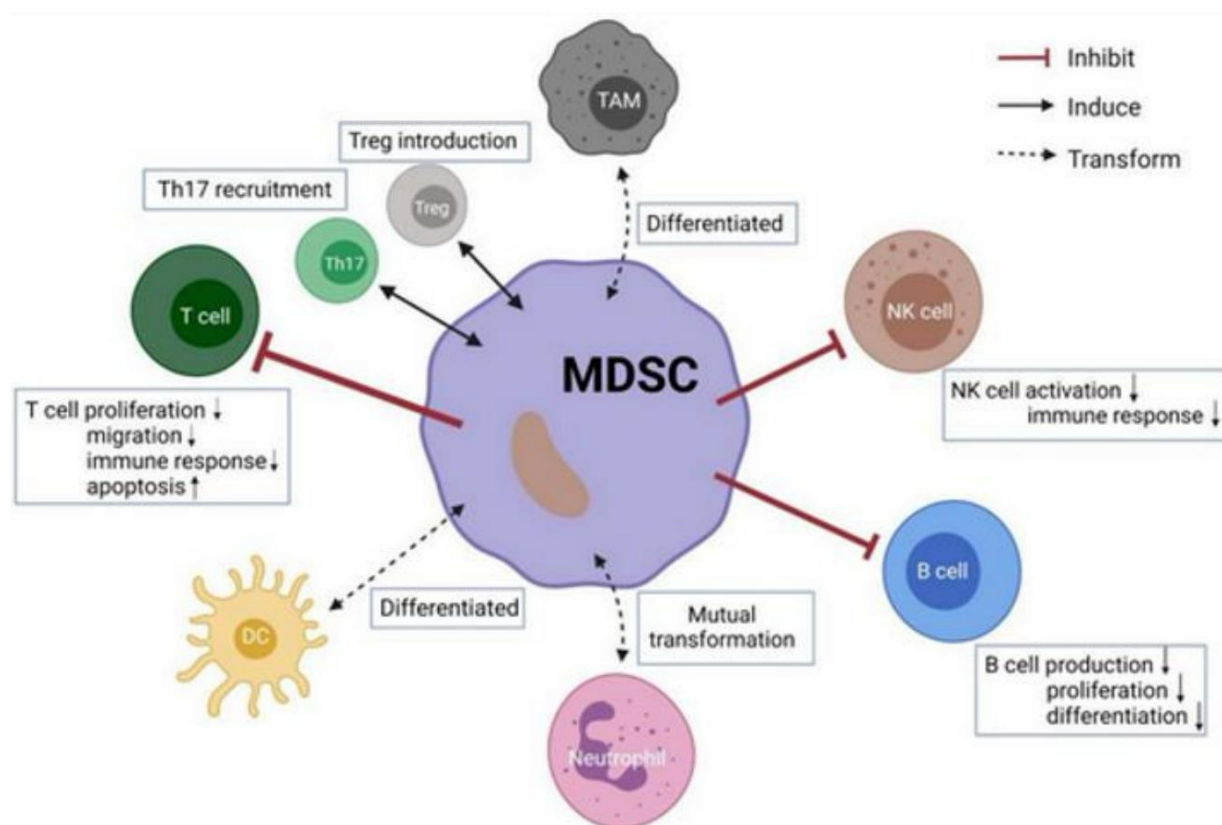 TAM
Inhibit
Induce
Transform
Treg introduction
Th17 recruitment
Treg
Differentiated
Th17
T cell
NK cell
MDSC
T cell proliferation ↓
migration ↓
immune response ↓
apoptosis ↑
NK cell activation ↓
immune response ↓
B cell
Differentiated
Mutual
transformation
DC
B cell production ↓
proliferation ↓
differentiation ↓
Neutrophil